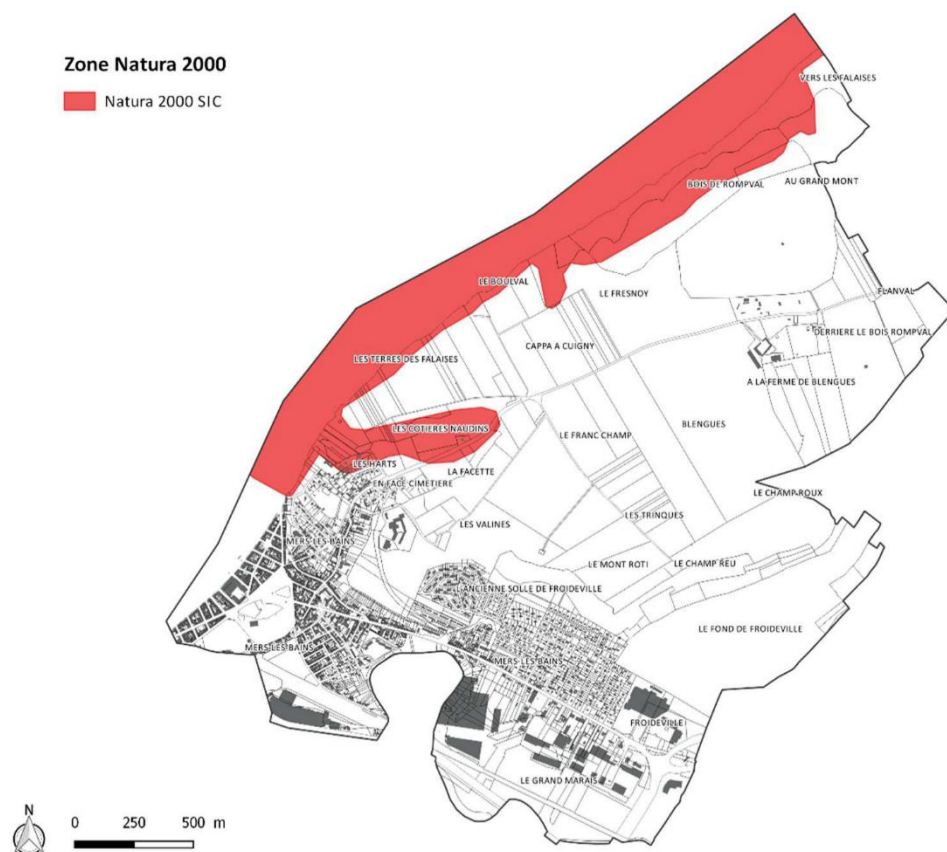 Zone Natura 2000
Natura 2000 SIC
VERS LES FALAISES
BOIS DE ROMPVAL
AU GRAND MONT
LE BOULVAL
LE FRESNOY
FLANVAL
DERRIERE LE BOIS ROMPVAL
CAPPA A CUIGNY
LES TERRES DES FALAISES
A LA FERME DE BLENGUES
LES COTIERES NAUDINS
LE FRANC CHAMP
BLENGUES
LES HARTS
LA FACETTE
EN FACE CIMETIERE
LE CHAMP ROUX
LES VALINES
LES TRINQUES
MERS-LES-BAINS
LE MONT ROTI
LE CHAMP REU
L'ANCIENNE SOLLE DE FROIDEVILLE
LE FOND DE FROIDEVILLE
MERS-LES-BAINS
MERS-LES-BAINS
FROIDEVILLE
LE GRAND MARAIS
N
0 250 500 m